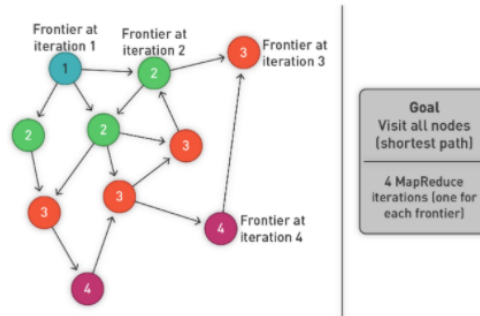 Frontier at
iteration 1
Frontier at
iteration 2
Frontier at
iteration 3
1
2
3
2
2
3
3
3
Frontier at
iteration 4
4
4
Goal
Visit all nodes
(shortest path)
4 MapReduce
iterations (one for
each frontier)